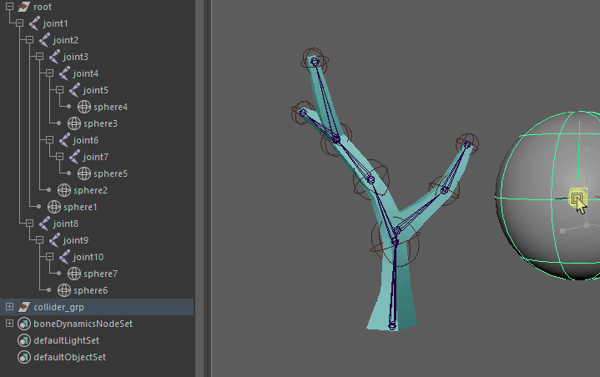 root
joint1
joint2
joint3
joint4
joint5
sphere4
sphere3
joint6
joint7
sphere5
sphere2
sphere1
joint8
joint9
joint10
sphere7
sphere6
collider_grp
boneDynamicsNodeSet
defaultLightSet
defaultObjectSet